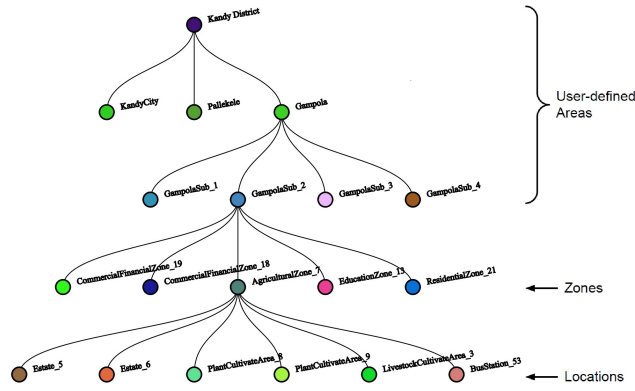 Kandy District
KandyCity
Pallekele
Gampola
User-defined
Areas
GampolaSub_1
GampolaSub_2
GampolaSub_3
GampolaSub_4
CommercialFinancialZone_19
CommercialFinancialZone_18
AgriculturalZone_7
EducationZone_13
ResidentialZone_21
Zones
Estate_5
Estate_6
PlantCultivateArea_8
PlantCultivateArea_9
LivestockCultivateArea_3
BusStation_53
Locations